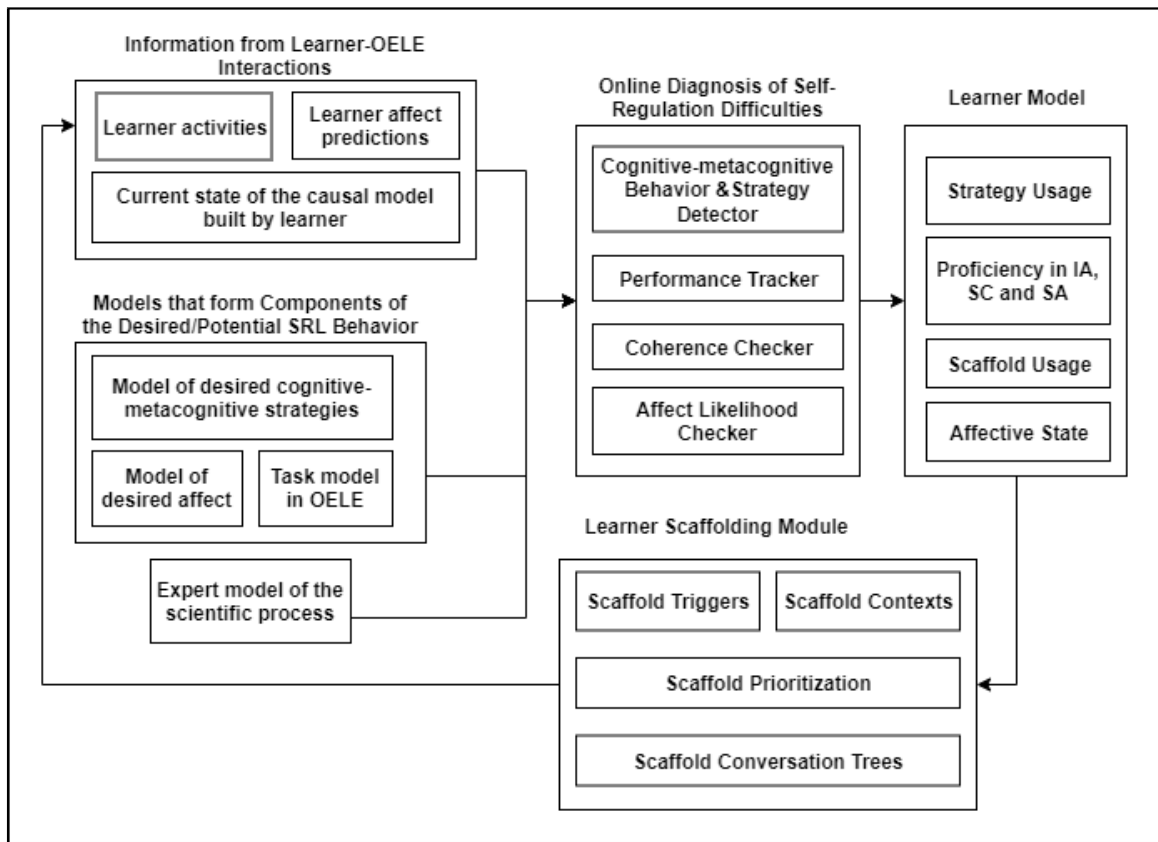 Information from Learner-OELE
Interactions
Learner activities
Learner affect
predictions
Current state of the causal model
built by learner
Models that form Components of
the Desired/Potential SRL Behavior
Model of desired cognitive-
metacognitive strategies
Model of
desired affect
Task model
in OELE
Expert model of the
scientific process
Online Diagnosis of Self-
Regulation Difficulties
Cognitive-metacognitive
Behavior &Strategy
Detector
Performance Tracker
Coherence Checker
Affect Likelihood
Checker
Learner Model
Strategy Usage
Proficiency in IA,
SC and SA
Scaffold Usage
Affective State
Learner Scaffolding Module
Scaffold Triggers
Scaffold Contexts
Scaffold Prioritization
Scaffold Conversation Trees